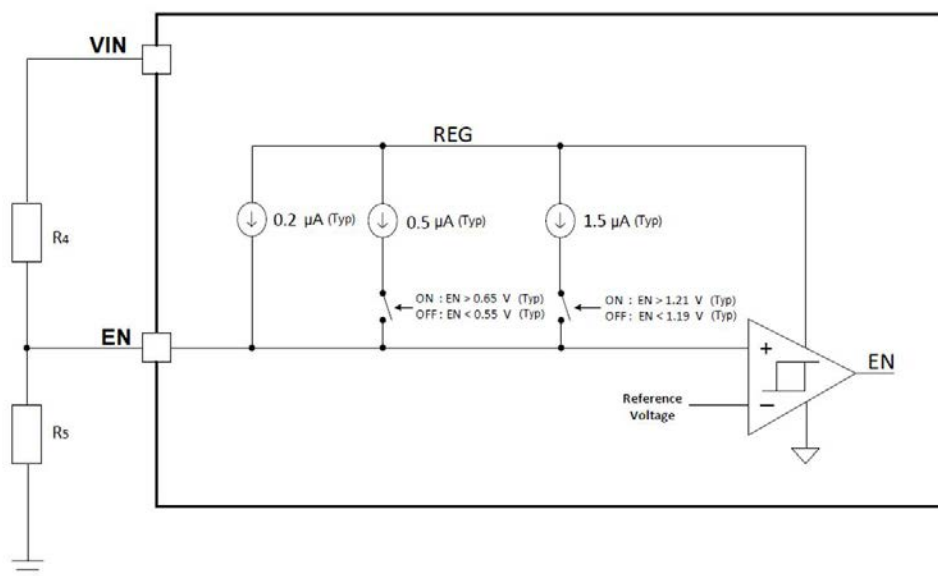 VIN
REG
0.2 µA (Typ)
0.5 µA (Typ)
1.5 µA (Typ)
R4
ON : EN > 0.65 V (Typ)
OFF : EN < 0.55 V (Typ)
ON : EN > 1.21 V (Typ)
OFF : EN < 1.19 V (Typ)
EN
+
EN
Reference
Voltage
−
R5